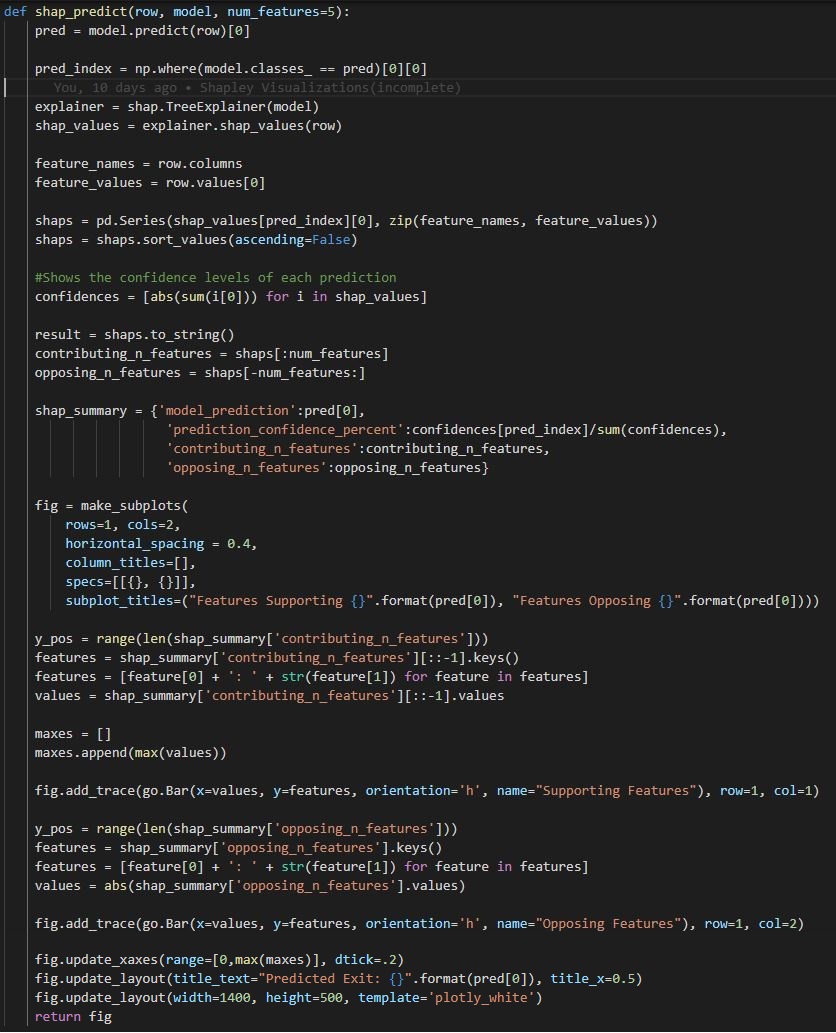 def shap_predict(row, model, num_features=5):
    pred = model.predict(row)[0]
    pred_index = np.where(model.classes_ == pred)[0][0]
    You, 10 days ago • Shapley Visualizations(incomplete)
    explainer = shap.TreeExplainer(model)
    shap_values = explainer.shap_values(row)
    feature_names = row.columns
    feature_values = row.values[0]
    shaps = pd.Series(shap_values[pred_index][0], zip(feature_names, feature_values))
    shaps = shaps.sort_values(ascending=False)
    #Shows the confidence levels of each prediction
    confidences = [abs(sum(i[0])) for i in shap_values]
    result = shaps.to_string()
    contributing_n_features = shaps[:num_features]
    opposing_n_features = shaps[-num_features:]
    shap_summary = {'model_prediction':pred[0],
                    'prediction_confidence_percent':confidences[pred_index]/sum(confidences),
                    'contributing_n_features':contributing_n_features,
                    'opposing_n_features':opposing_n_features}
    fig = make_subplots(
        rows=1, cols=2,
        horizontal_spacing = 0.4,
        column_titles=[],
        specs=[[{}, {}]],
        subplot_titles=("Features Supporting {}".format(pred[0]), "Features Opposing {}".format(pred[0])))
    y_pos = range(len(shap_summary['contributing_n_features']))
    features = shap_summary['contributing_n_features'][::-1].keys()
    features = [feature[0] + ': ' + str(feature[1]) for feature in features]
    values = shap_summary['contributing_n_features'][::-1].values
    maxes = []
    maxes.append(max(values))
    fig.add_trace(go.Bar(x=values, y=features, orientation='h', name="Supporting Features"), row=1, col=1)
    y_pos = range(len(shap_summary['opposing_n_features']))
    features = shap_summary['opposing_n_features'].keys()
    features = [feature[0] + ': ' + str(feature[1]) for feature in features]
    values = abs(shap_summary['opposing_n_features'].values)
    fig.add_trace(go.Bar(x=values, y=features, orientation='h', name="Opposing Features"), row=1, col=2)
    fig.update_xaxes(range=[0,max(maxes)], dtick=.2)
    fig.update_layout(title_text="Predicted Exit: {}".format(pred[0]), title_x=0.5)
    fig.update_layout(width=1400, height=500, template='plotly_white')
    return fig